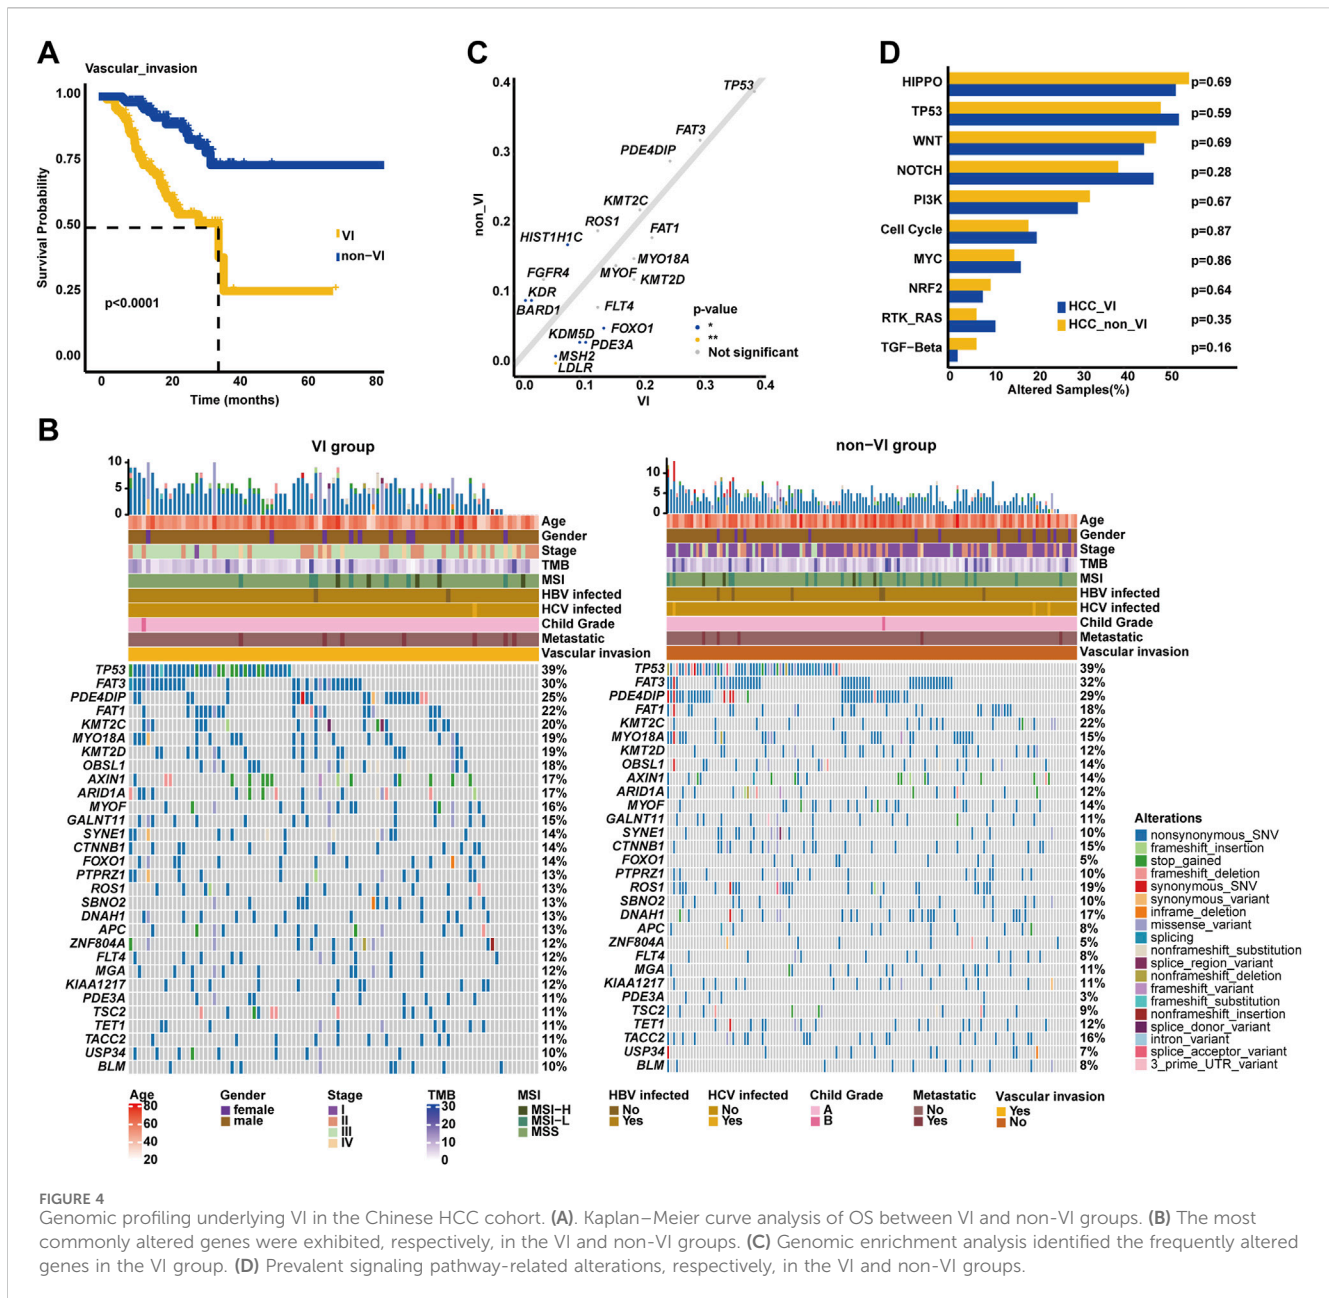 A
Vascular_invasion
1.00
0.75
0.50
0.25
0.00
Survival Probability
p<0.0001
VI
non−VI
0
20
40
60
80
Time (months)
C
0.4
0.3
0.2
0.1
0.0
non_VI
TP53
FAT3
PDE4DIP
KMT2C
ROS1
FAT1
HIST1H1C
MYO18A
MYOF
KMT2D
FGFR4
KDR
BARD1
FLT4
FOXO1
KDM5D
PDE3A
MSH2
LDLR
p-value
*
**
Not significant
0.0
0.1
0.2
0.3
0.4
VI
D
HIPPO p=0.69
TP53 p=0.59
WNT p=0.69
NOTCH p=0.28
PI3K p=0.67
Cell Cycle p=0.87
MYC p=0.86
NRF2 p=0.64
RTK_RAS p=0.35
TGF−Beta p=0.16
HCC_VI
HCC_non_VI
0 10 20 30 40 50
Altered Samples(%)
B
VI group
10
5
0
Age
Gender
Stage
TMB
MSI
HBV infected
HCV infected
Child Grade
Metastatic
Vascular invasion
TP53 39%
FAT3 30%
PDE4DIP 25%
FAT1 22%
KMT2C 20%
MYO18A 19%
KMT2D 19%
OBSL1 18%
AXIN1 17%
ARID1A 17%
MYOF 16%
GALNT11 15%
SYNE1 14%
CTNNB1 14%
FOXO1 14%
PTPRZ1 13%
ROS1 13%
SBNO2 13%
DNAH1 13%
APC 13%
ZNF804A 12%
FLT4 12%
MGA 12%
KIAA1217 12%
PDE3A 11%
TSC2 11%
TET1 11%
TACC2 11%
USP34 10%
BLM 10%
non−VI group
10
5
0
Age
Gender
Stage
TMB
MSI
HBV infected
HCV infected
Child Grade
Metastatic
Vascular invasion
TP53 39%
FAT3 32%
PDE4DIP 29%
FAT1 18%
KMT2C 22%
MYO18A 15%
KMT2D 12%
OBSL1 14%
AXIN1 14%
ARID1A 12%
MYOF 14%
GALNT11 11%
SYNE1 10%
CTNNB1 15%
FOXO1 5%
PTPRZ1 10%
ROS1 19%
SBNO2 10%
DNAH1 17%
APC 8%
ZNF804A 5%
FLT4 8%
MGA 11%
KIAA1217 11%
PDE3A 3%
TSC2 9%
TET1 12%
TACC2 16%
USP34 7%
BLM 8%
Alterations
nonsynonymous_SNV
frameshift_insertion
stop_gained
frameshift_deletion
synonymous_SNV
synonymous_variant
inframe_deletion
missense_variant
splicing
nonframeshift_substitution
splice_region_variant
nonframeshift_deletion
frameshift_variant
frameshift_substitution
nonframeshift_insertion
splice_donor_variant
intron_variant
splice_acceptor_variant
3_prime_UTR_variant
Age
80
60
40
20
Gender
female
male
Stage
I
II
III
IV
TMB
30
20
10
0
MSI
MSI−H
MSI−L
MSS
HBV infected
No
Yes
HCV infected
No
Yes
Child Grade
A
B
Metastatic
No
Yes
Vascular invasion
Yes
No
FIGURE 4
Genomic profiling underlying VI in the Chinese HCC cohort. (A). Kaplan–Meier curve analysis of OS between VI and non-VI groups. (B) The most
commonly altered genes were exhibited, respectively, in the VI and non-VI groups. (C) Genomic enrichment analysis identified the frequently altered
genes in the VI group. (D) Prevalent signaling pathway-related alterations, respectively, in the VI and non-VI groups.